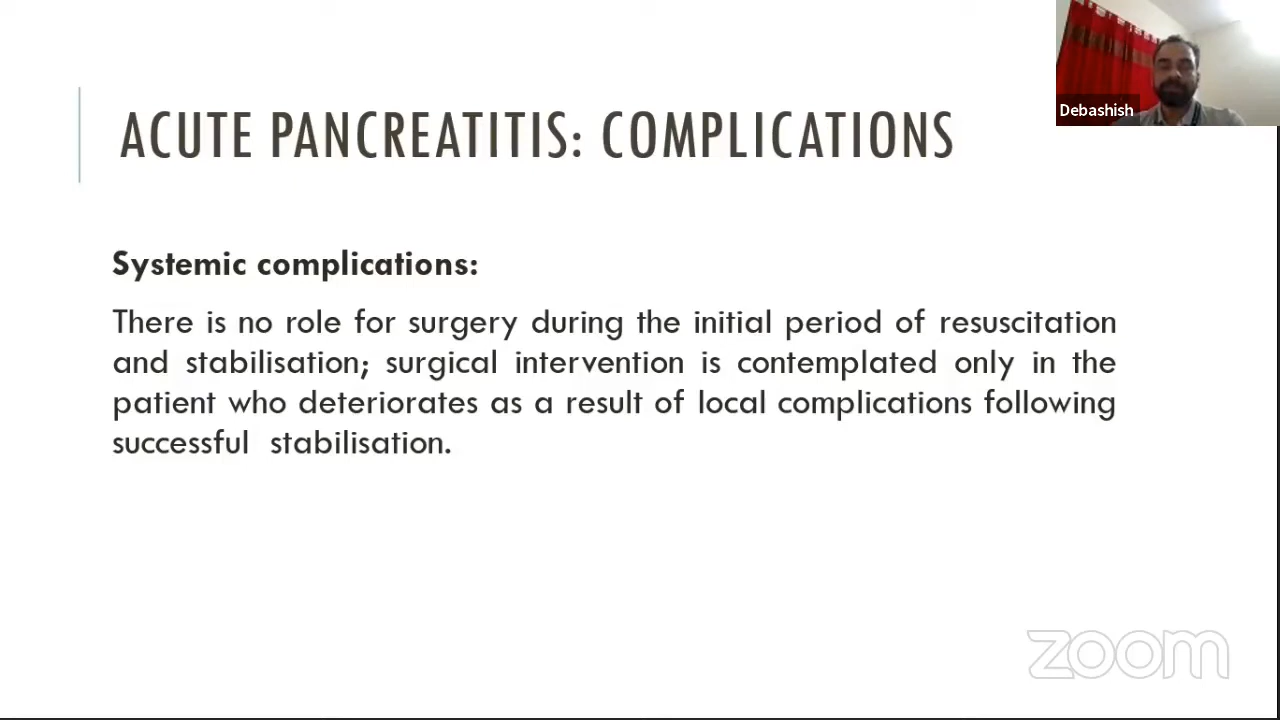 ACUTE PANCREATITIS: COMPLICATIONS
Debashish
Systemic complications:
There is no role for surgery during the initial period of resuscitation
and stabilisation; surgical intervention is contemplated only in the
patient who deteriorates as a result of local complications following
successful stabilisation.
zoom